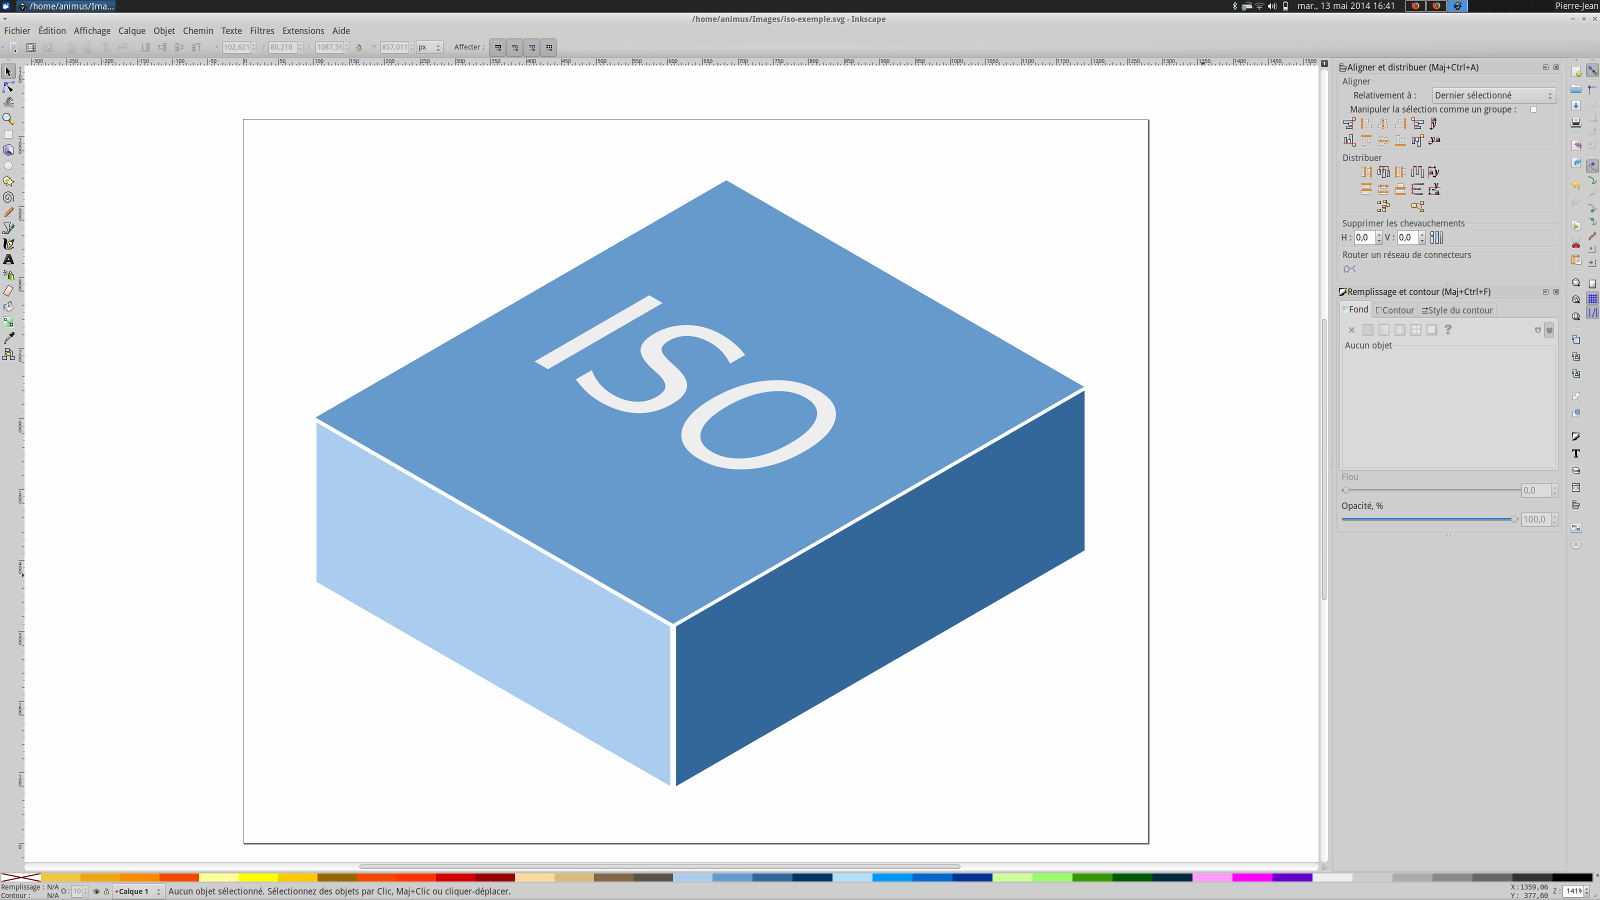 /home/animus/Ima...
mar., 13 mai 2014 16:41
Pierre-Jean
/home/animus/Images/iso-exemple.svg - Inkscape
Fichier Édition Affichage Calque Objet Chemin Texte Filtres Extensions Aide
X 102,621 Y 80,210 L 1087,59 H 857,011 px Affecter :
Aligner et distribuer (Maj+Ctrl+A)
Aligner
Relativement à : Dernier sélectionné
Manipuler la sélection comme un groupe :
Distribuer
Supprimer les chevauchements
H : 0,0 V : 0,0
Router un réseau de connecteurs
Remplissage et contour (Maj+Ctrl+F)
Fond Contour Style du contour
Aucun objet
Flou
0,0
Opacité, %
100,0
ISO
Remplissage : N/A
Contour : N/A
O : 10
Calque 1
Aucun objet sélectionné. Sélectionnez des objets par Clic, Maj+Clic ou cliquer-déplacer.
X : 1359,06
Y : 377,60
Z : 141%